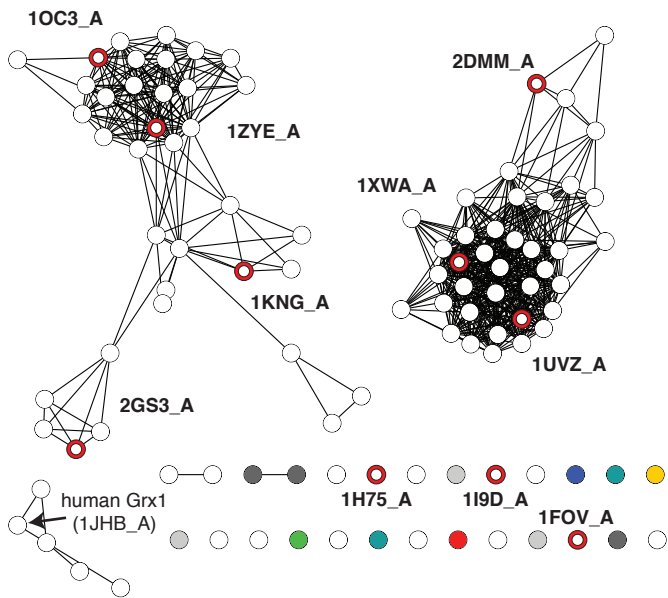 1OC3_A
2DMM_A
1ZYE_A
1XWA_A
1KNG_A
1UVZ_A
2GS3_A
human Grx1
(1JHB_A)
1H75_A
1I9D_A
1FOV_A